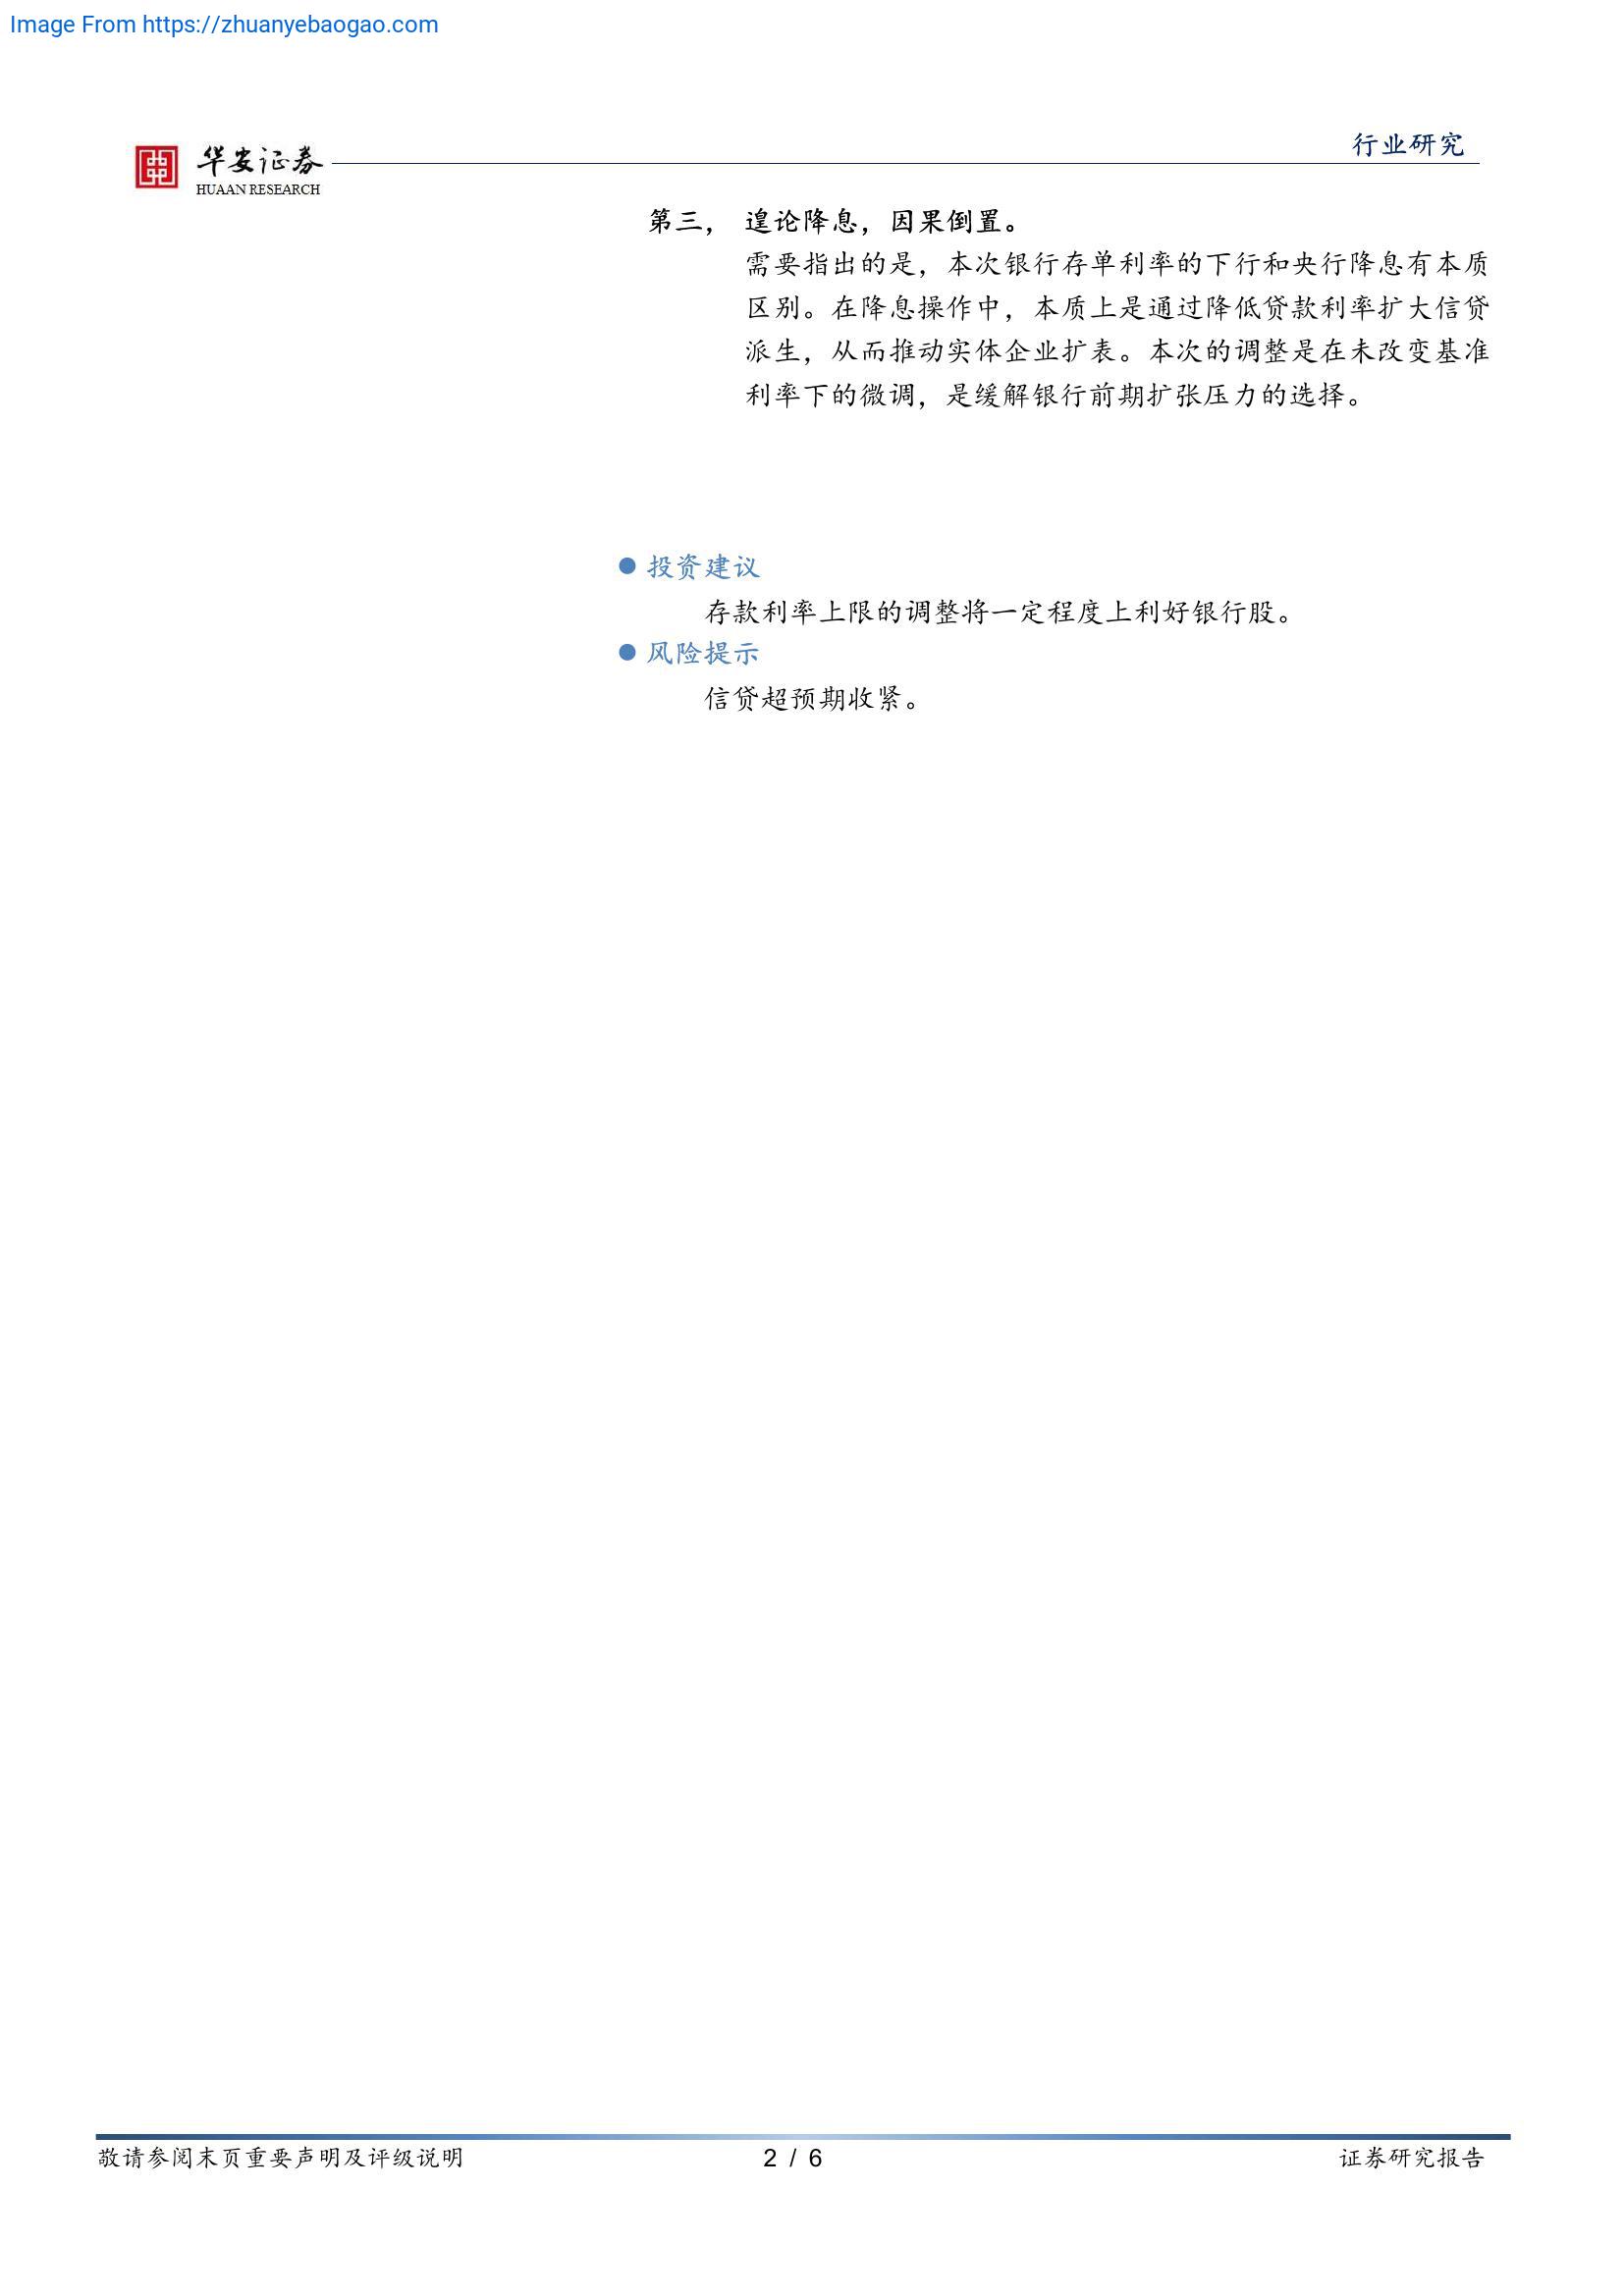 Image From https://zhuanyebaogao.com
行业研究
华安证券
HUAAN RESEARCH
第三， 遑论降息，因果倒置。
需要指出的是，本次银行存单利率的下行和央行降息有本质
区别。在降息操作中，本质上是通过降低贷款利率扩大信贷
派生，从而推动实体企业扩表。本次的调整是在未改变基准
利率下的微调，是缓解银行前期扩张压力的选择。
投资建议
存款利率上限的调整将一定程度上利好银行股。
风险提示
信贷超预期收紧。
敬请参阅末页重要声明及评级说明
2 / 6
证券研究报告